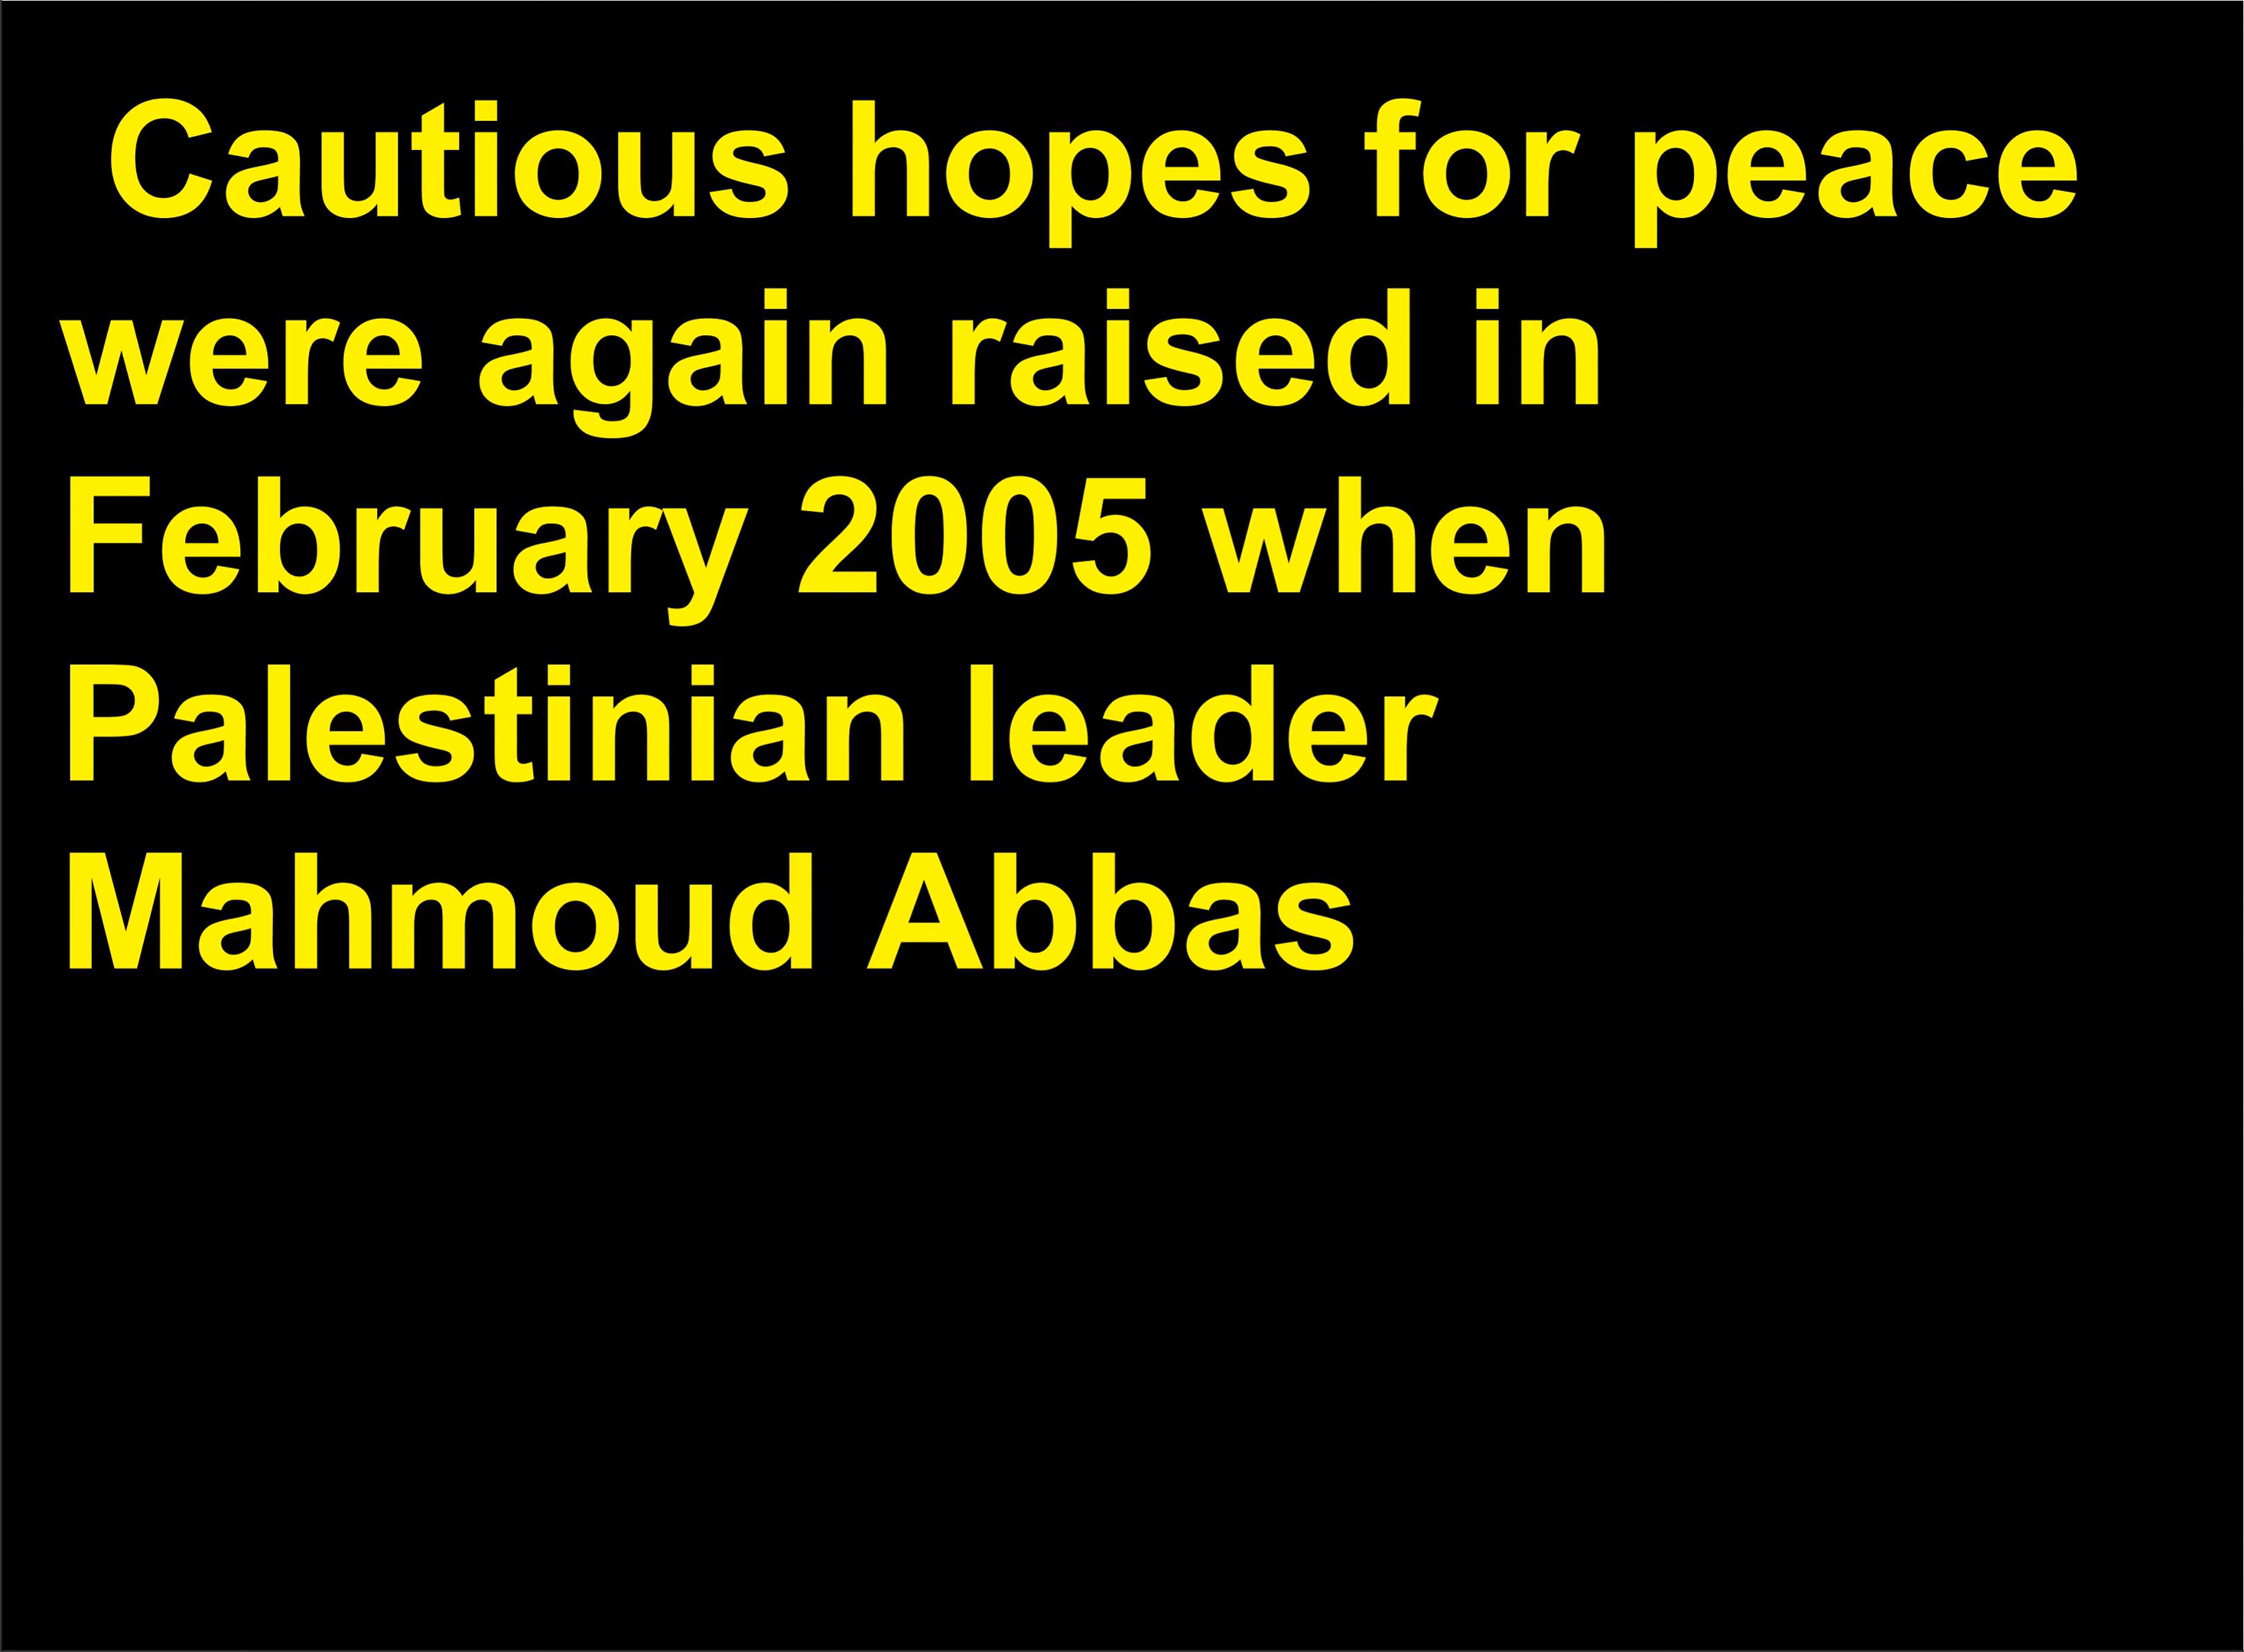 Cautious hopes for peace
were again raised in
February 2005 when
Palestinian leader
Mahmoud Abbas